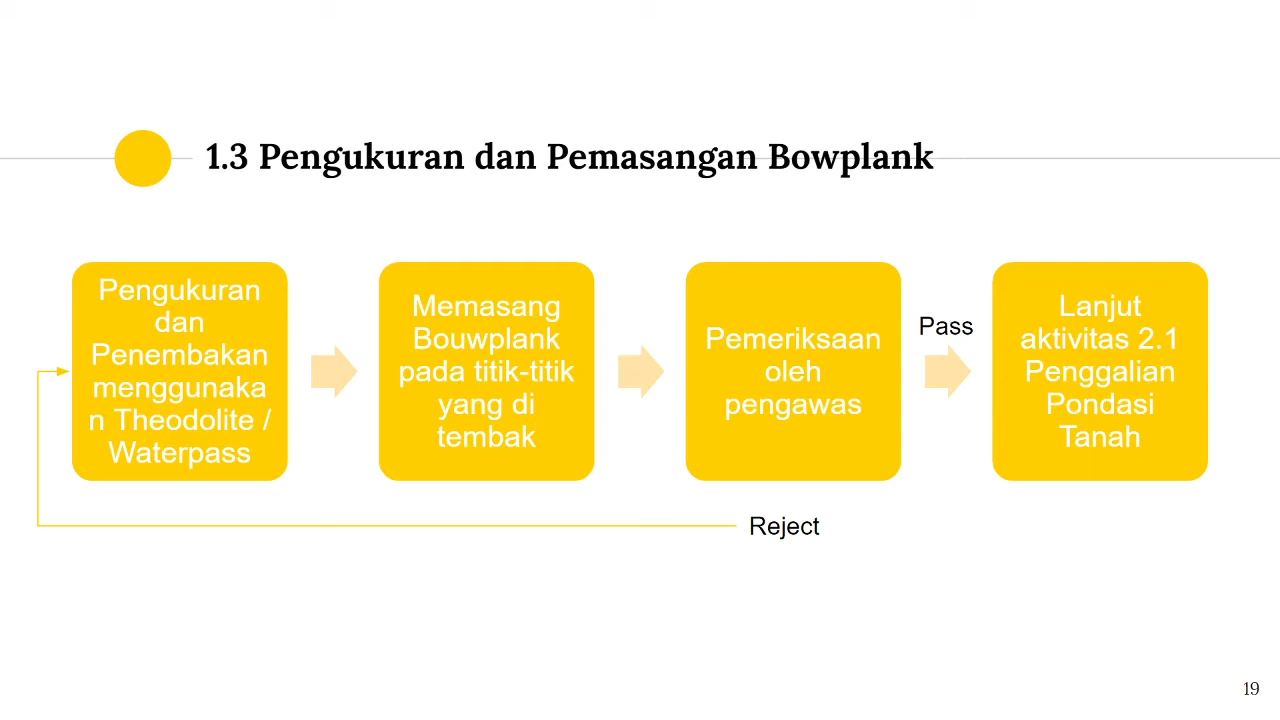 1.3 Pengukuran dan Pemasangan Bowplank
Pengukuran
dan
Penembakan
menggunaka
n Theodolite /
Waterpass
Memasang
Bouwplank
pada titik-titik
yang di
tembak
Pemeriksaan
oleh
pengawas
Pass
Lanjut
aktivitas 2.1
Penggalian
Pondasi
Tanah
Reject
19